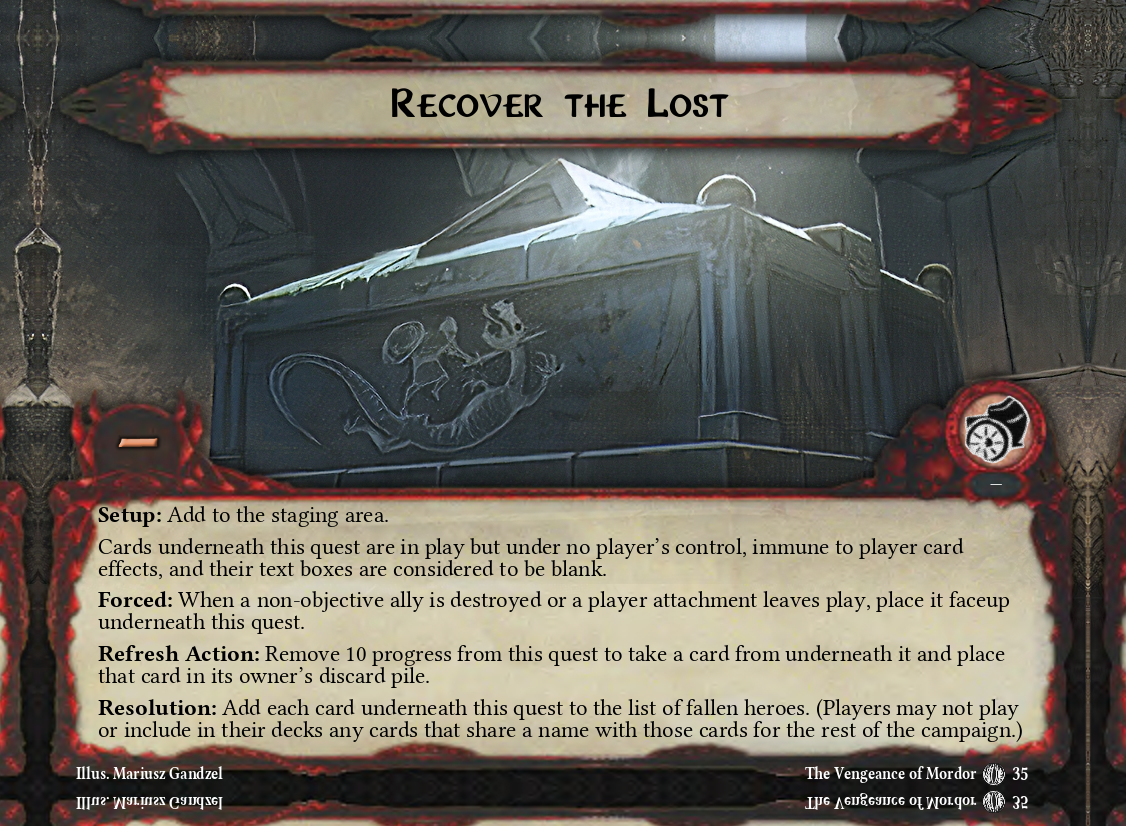 Recover the Lost
–
–
Setup: Add to the staging area.
Cards underneath this quest are in play but under no player’s control, immune to player card
effects, and their text boxes are considered to be blank.
Forced: When a non-objective ally is destroyed or a player attachment leaves play, place it faceup
underneath this quest.
Refresh Action: Remove 10 progress from this quest to take a card from underneath it and place
that card in its owner’s discard pile.
Resolution: Add each card underneath this quest to the list of fallen heroes. (Players may not play
or include in their decks any cards that share a name with those cards for the rest of the campaign.)
Illus. Mariusz Gandzel
The Vengeance of Mordor 35
Illus. Mariusz Gandzel
The Vengeance of Mordor 35